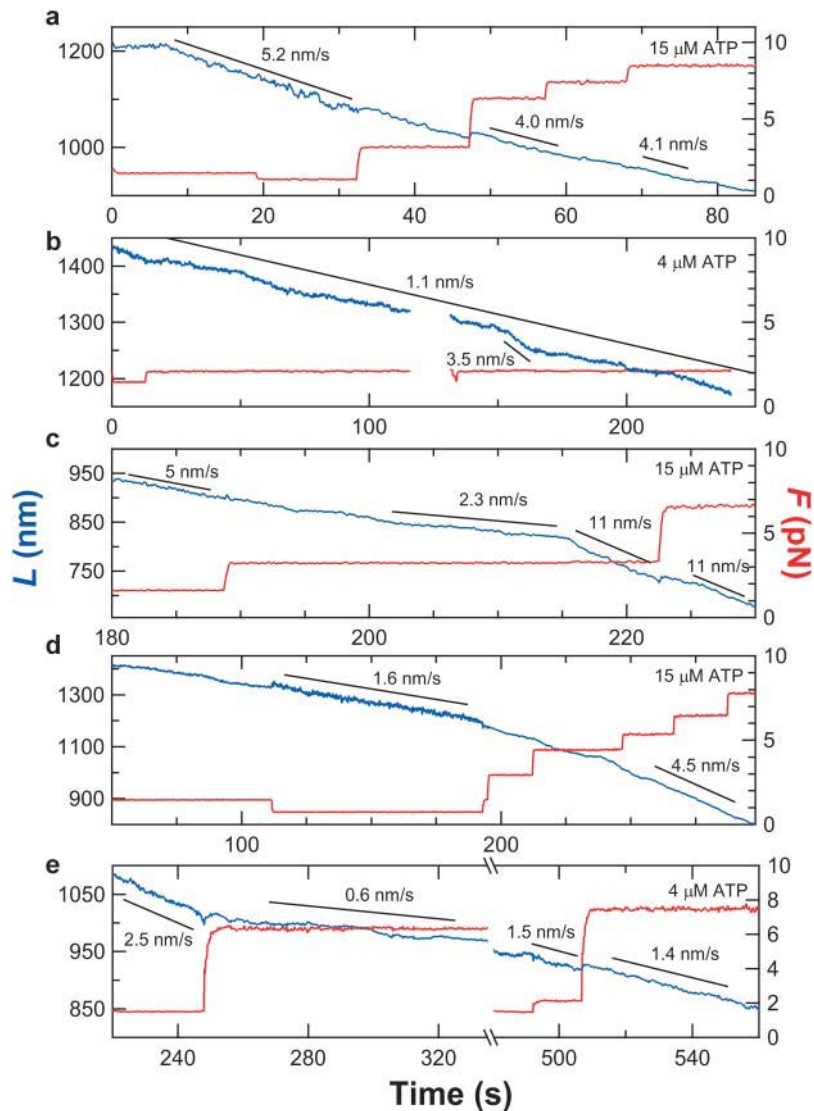 a
5.2 nm/s
15 μM ATP
4.0 nm/s
4.1 nm/s
1200
1000
10
8
6
4
2
0
0 20 40 60 80
b
4 μM ATP
1.1 nm/s
3.5 nm/s
1400
1300
1200
10
5
0
0 100 200
c
5 nm/s
15 μM ATP
2.3 nm/s
11 nm/s
11 nm/s
950
850
750
10
5
0
180 200 220
L (nm)
F (pN)
d
1.6 nm/s
15 μM ATP
4.5 nm/s
1300
1100
900
10
5
0
100 200
e
0.6 nm/s
4 μM ATP
2.5 nm/s
1.5 nm/s
1.4 nm/s
1050
950
850
10
8
6
4
2
0
240 280 320 500 540
Time (s)